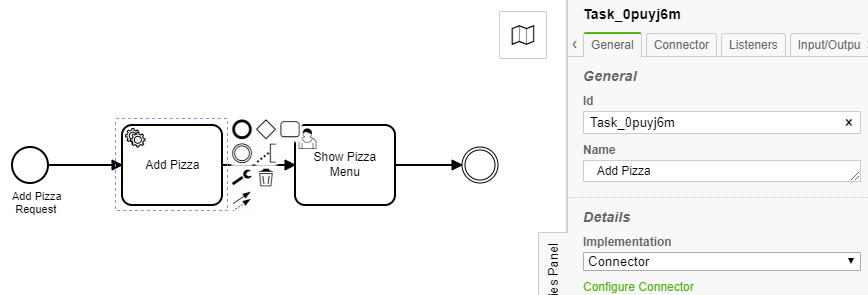 Add Pizza
Request
Add Pizza
Show Pizza
Menu
ies Panel
Task_0puyj6m
General
Connector
Listeners
Input/Outpu
General
Id
Task_0puyj6m
Name
Add Pizza
Details
Implementation
Connector
Configure Connector